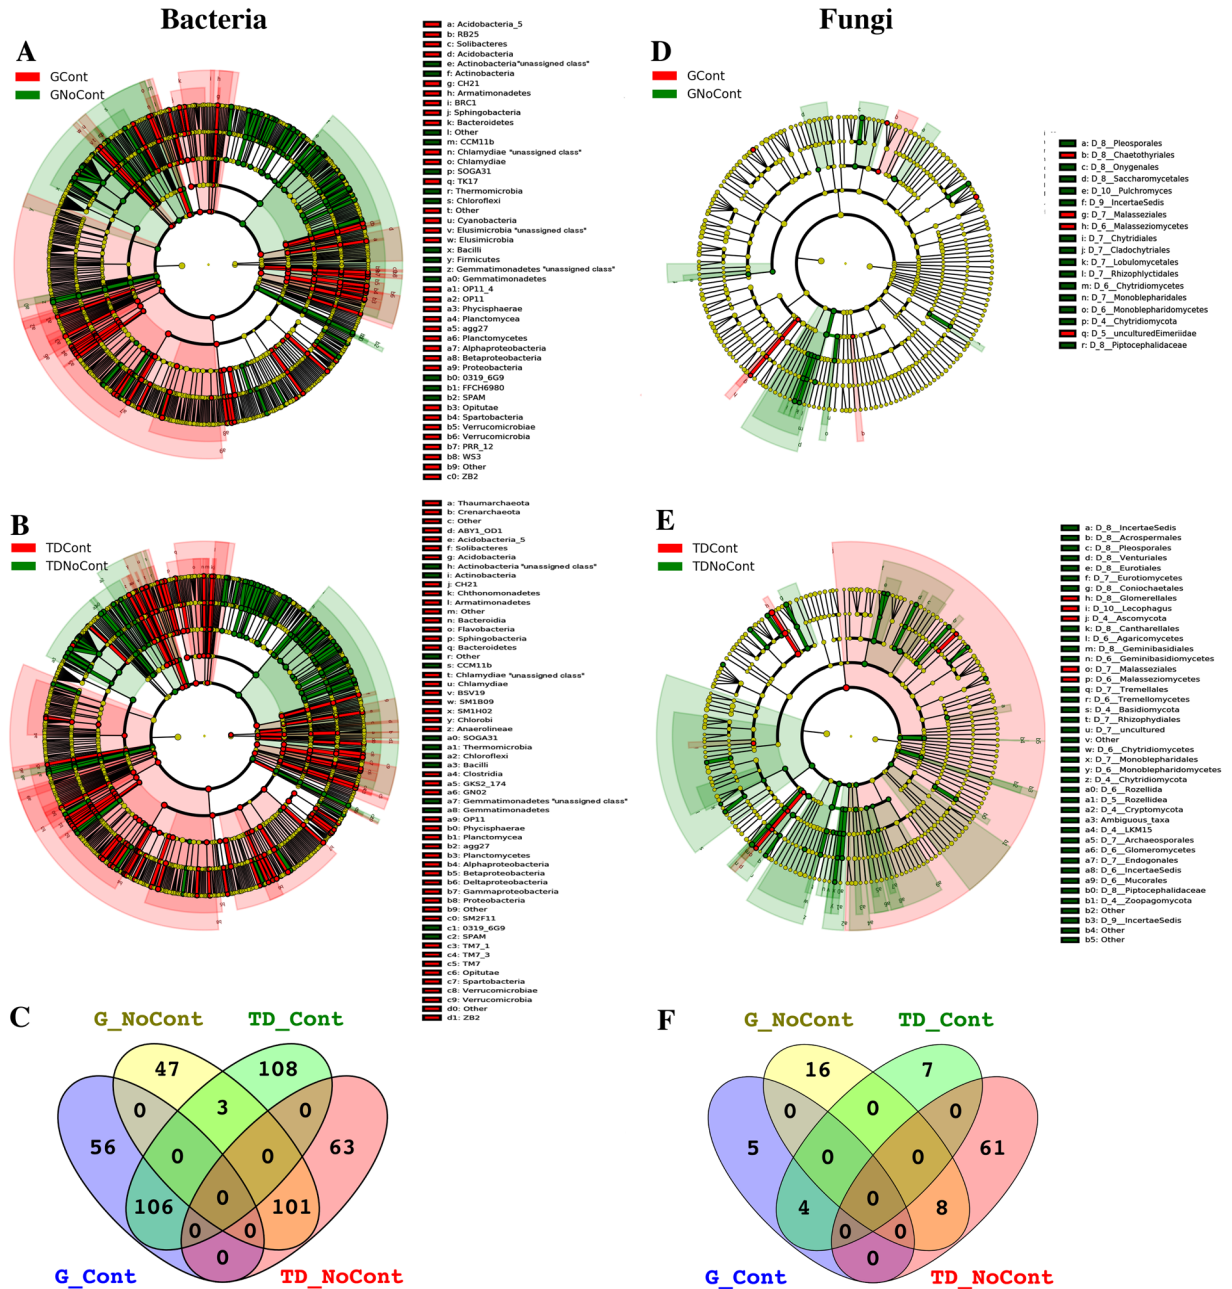 Bacteria
Fungi
A
GCont
GNoCont
a: Acidobacteria_5
b: RB25
c: Solibacteres
d: Acidobacteria
e: Actinobacteria*unassigned class*
f: Actinobacteria
g: CH21
h: Armatimonadetes
i: BRC1
j: Sphingobacteria
k: Bacteroidetes
l: Other
m: CCM11b
n: Chlamydiae *unassigned class*
o: Chlamydiae
p: SOGA31
q: TK17
r: Thermomicrobia
s: Chloroflexi
t: Other
u: Cyanobacteria
v: Elusimicrobia *unassigned class*
w: Elusimicrobia
x: Bacilli
y: Firmicutes
z: Gemmatimonadetes *unassigned class*
a0: Gemmatimonadetes
a1: OP11_4
a2: OP11
a3: Phycisphaerae
a4: Planctomycea
a5: agg27
a6: Planctomycetes
a7: Alphaproteobacteria
a8: Betaproteobacteria
a9: Proteobacteria
b0: 0319_6G9
b1: FFCH6980
b2: SPAM
b3: Opitutae
b4: Spartobacteria
b5: Verrucomicrobiae
b6: Verrucomicrobia
b7: PRR_12
b8: WS3
b9: Other
c0: ZB2
D
GCont
GNoCont
a: D_8__Pleosporales
b: D_8__Chaetothyriales
c: D_8__Onygenales
d: D_8__Saccharomycetales
e: D_10__Pulchromyces
f: D_9__IncertaeSedis
g: D_7__Malasseziales
h: D_6__Malasseziomycetes
i: D_7__Chytridiales
j: D_7__Cladochytriales
k: D_7__Lobulomycetales
l: D_7__Rhizophlyctidales
m: D_6__Chytridiomycetes
n: D_7__Monoblepharidales
o: D_6__Monoblepharidomycetes
p: D_4__Chytridiomycota
q: D_5__unculturedEimeriidae
r: D_8__Piptocephalidaceae
B
TDCont
TDNoCont
a: Thaumarchaeota
b: Crenarchaeota
c: Other
d: ABY1_OD1
e: Acidobacteria_5
f: Solibacteres
g: Acidobacteria
h: Actinobacteria *unassigned class*
i: Actinobacteria
j: CH21
k: Chthonomonadetes
l: Armatimonadetes
m: Other
n: Bacteroidia
o: Flavobacteria
p: Sphingobacteria
q: Bacteroidetes
r: Other
s: CCM11b
t: Chlamydiae *unassigned class*
u: Chlamydiae
v: BSV19
w: SM1B09
x: SM1H02
y: Chlorobi
z: Anaerolineae
a0: SOGA31
a1: Thermomicrobia
a2: Chloroflexi
a3: Bacilli
a4: Clostridia
a5: GKS2_174
a6: GN02
a7: Gemmatimonadetes *unassigned class*
a8: Gemmatimonadetes
a9: OP11
b0: Phycisphaerae
b1: Planctomycea
b2: agg27
b3: Planctomycetes
b4: Alphaproteobacteria
b5: Betaproteobacteria
b6: Deltaproteobacteria
b7: Gammaproteobacteria
b8: Proteobacteria
b9: Other
c0: SM2F11
c1: 0319_6G9
c2: SPAM
c3: TM7_1
c4: TM7_3
c5: TM7
c6: Opitutae
c7: Spartobacteria
c8: Verrucomicrobiae
c9: Verrucomicrobia
d0: Other
d1: ZB2
E
TDCont
TDNoCont
a: D_8__IncertaeSedis
b: D_8__Acrospermales
c: D_8__Pleosporales
d: D_8__Venturiales
e: D_8__Eurotiales
f: D_7__Eurotiomycetes
g: D_8__Coniochaetales
h: D_8__Glomerellales
i: D_10__Lecophagus
j: D_4__Ascomycota
k: D_8__Cantharellales
l: D_6__Agaricomycetes
m: D_8__Geminibasidiales
n: D_6__Geminibasidiomycetes
o: D_7__Malasseziales
p: D_6__Malasseziomycetes
q: D_7__Tremellales
r: D_6__Tremellomycetes
s: D_4__Basidiomycota
t: D_7__Rhizophydiales
u: D_7__uncultured
v: Other
w: D_6__Chytridiomycetes
x: D_7__Monoblepharidales
y: D_6__Monoblepharidomycetes
z: D_4__Chytridiomycota
a0: D_6__Rozellida
a1: D_5__Rozellidea
a2: D_4__Cryptomycota
a3: Ambiguous_taxa
a4: D_4__LKM15
a5: D_7__Archaeosporales
a6: D_6__Glomeromycetes
a7: D_7__Endogonales
a8: D_6__IncertaeSedis
a9: D_6__Mucorales
b0: D_8__Piptocephalidaceae
b1: D_4__Zoopagomycota
b2: Other
b3: D_9__IncertaeSedis
b4: Other
b5: Other
C
G_NoCont
TD_Cont
47
108
0
3
0
56
0
0
63
106
0
101
0
0
0
G_Cont
TD_NoCont
F
G_NoCont
TD_Cont
16
7
0
0
0
5
0
0
61
4
0
8
0
0
0
G_Cont
TD_NoCont